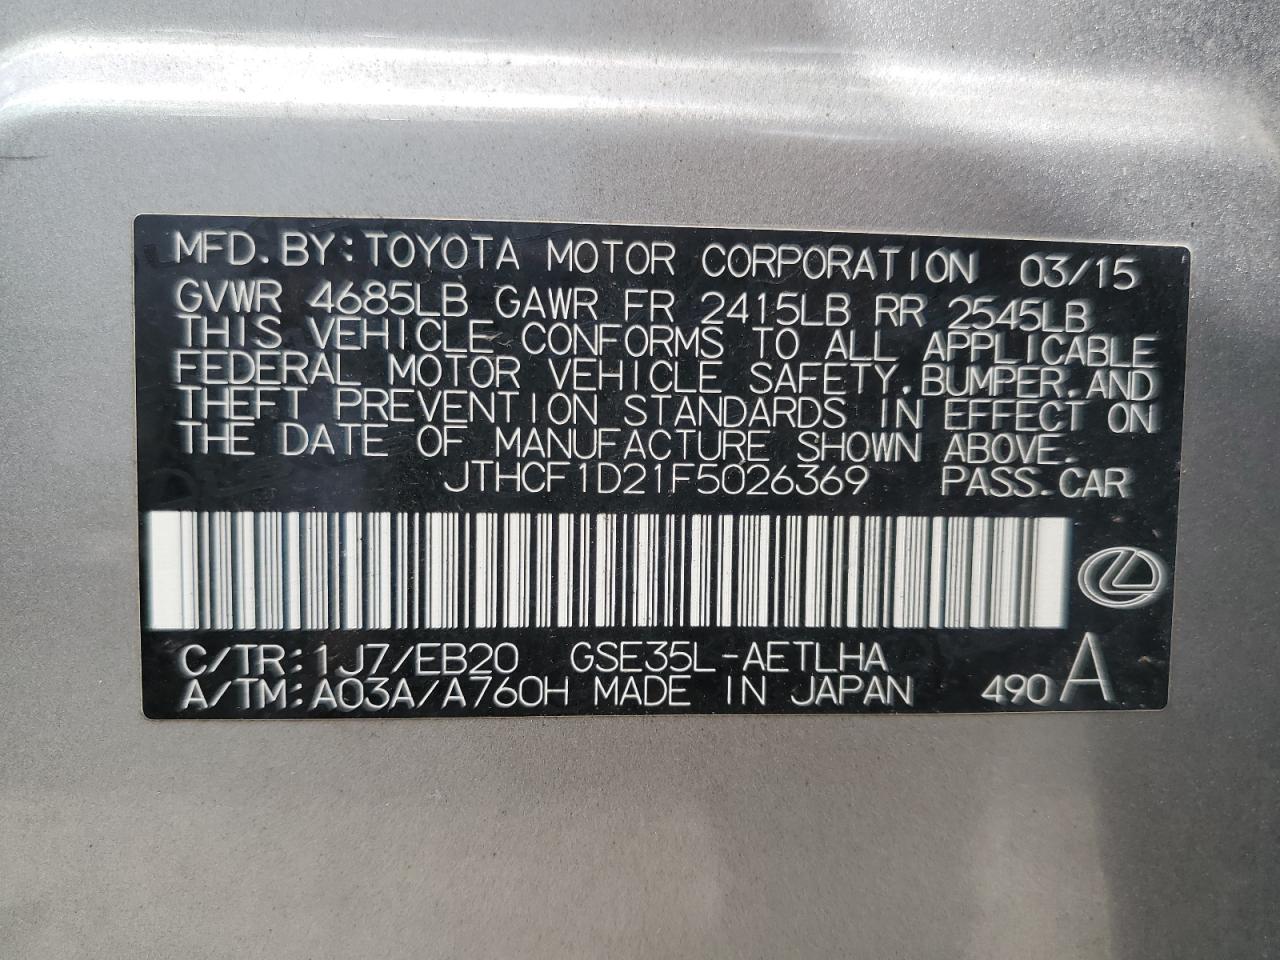 MFD. BY: TOYOTA MOTOR CORPORATION 03/15
GVWR 4685LB GAWR FR 2415LB RR 2545LB
THIS VEHICLE CONFORMS TO ALL APPLICABLE
FEDERAL MOTOR VEHICLE SAFETY, BUMPER, AND
THEFT PREVENTION STANDARDS IN EFFECT ON
THE DATE OF MANUFACTURE SHOWN ABOVE.
JTHCF1D21F5026369 PASS. CAR
C/TR: 1J7/EB20 GSE35L-AETLHA
A/TM: A03A/A760H MADE IN JAPAN 490 A